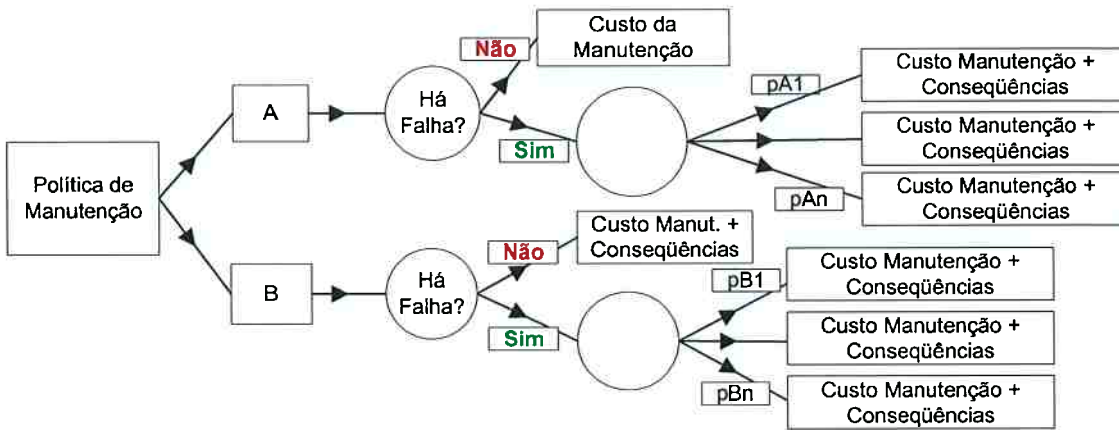 Política de
Manutenção
A
Há
Falha?
Não
Custo da
Manutenção
Sim
pA1
Custo Manutenção +
Conseqüências
Custo Manutenção +
Conseqüências
pAn
Custo Manutenção +
Conseqüências
B
Há
Falha?
Não
Custo Manut. +
Conseqüências
Sim
pB1
Custo Manutenção +
Conseqüências
Custo Manutenção +
Conseqüências
pBn
Custo Manutenção +
Conseqüências